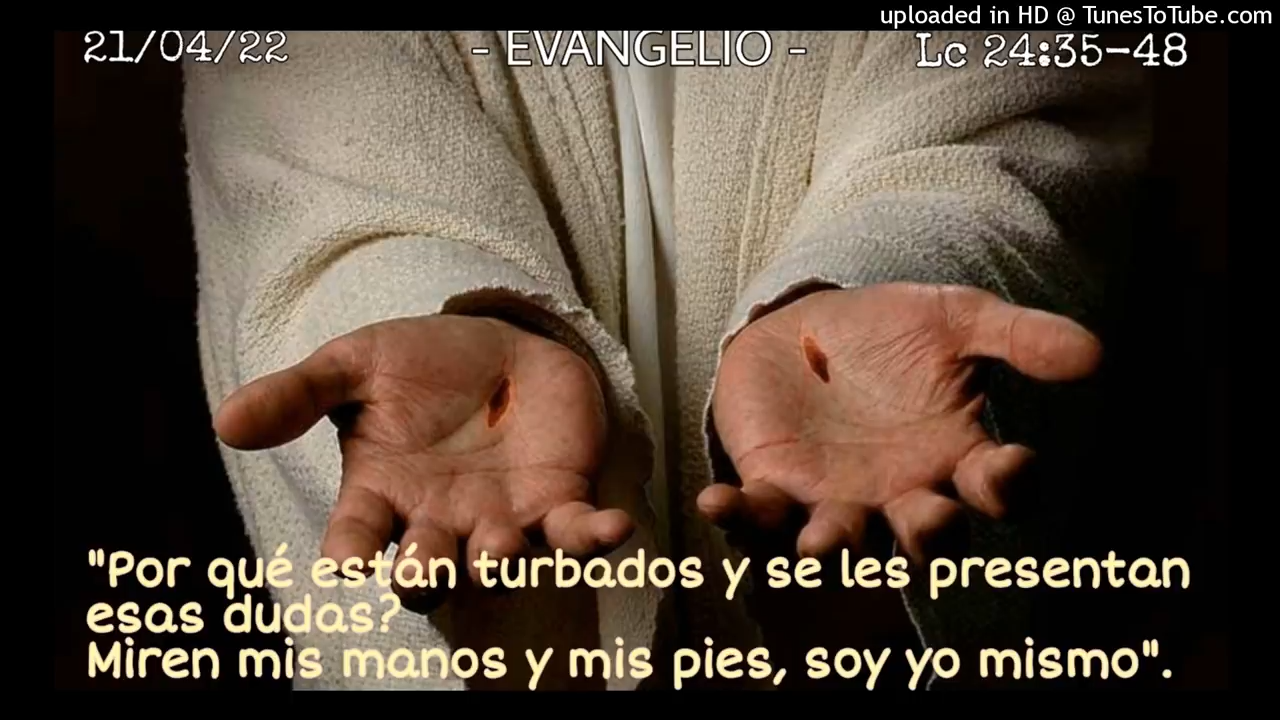 uploaded in HD @ TunesToTube.com
21/04/22 - EVANGELIO - Lc 24:35-48
"Por qué están turbados y se les presentan
esas dudas?
Miren mis manos y mis pies, soy yo mismo".